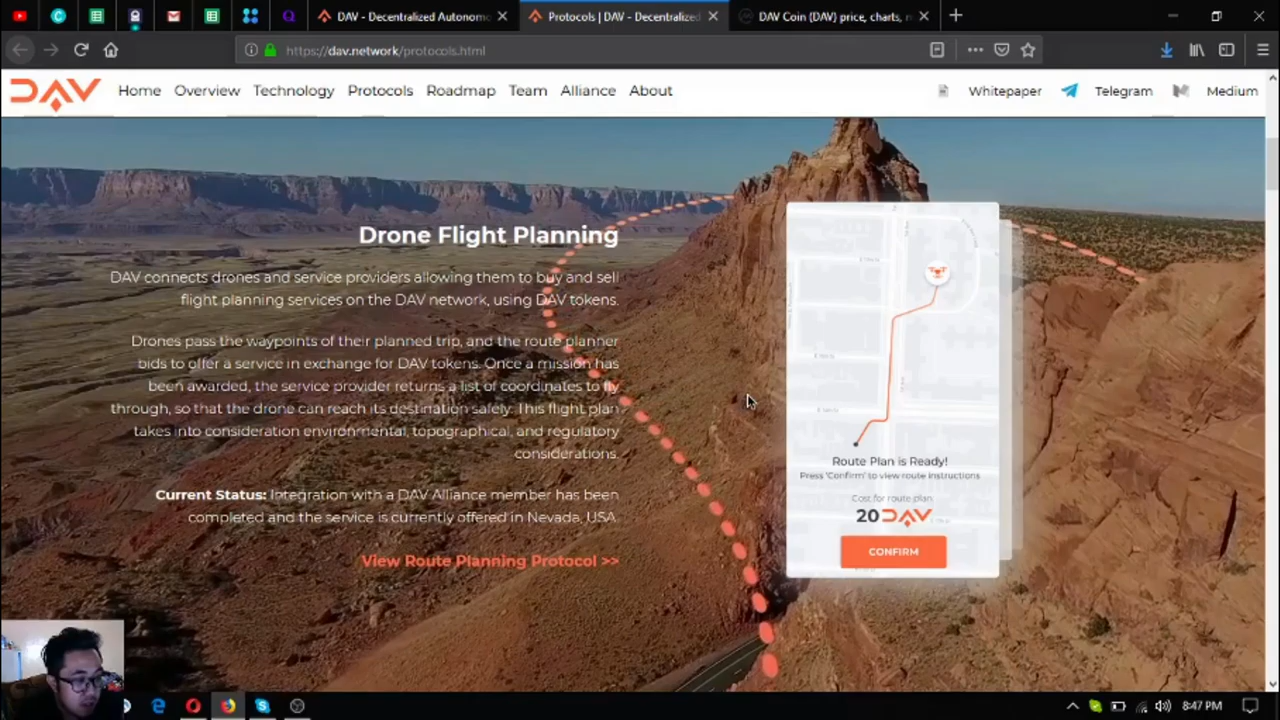 DAV - Decentralized Autonomo
Protocols | DAV - Decentralized
DAV Coin (DAV) price, charts,
https://dav.network/protocols.html
DAV
Home
Overview
Technology
Protocols
Roadmap
Team
Alliance
About
Whitepaper
Telegram
Medium
Drone Flight Planning
DAV connects drones and service providers allowing them to buy and sell
flight planning services on the DAV network, using DAV tokens.
Drones pass the waypoints of their planned trip, and the route planner
bids to offer a service in exchange for DAV tokens. Once a mission has
been awarded, the service provider returns a list of coordinates to fly
through, so that the drone can reach its destination safely. This flight plan
takes into consideration environmental, topographical, and regulatory
considerations.
Current Status: Integration with a DAV Alliance member has been
completed and the service is currently offered in Nevada, USA.
View Route Planning Protocol >>
Route Plan is Ready!
Press 'Confirm' to view route instructions
Cost for route plan:
20 DAV
CONFIRM
8:47 PM